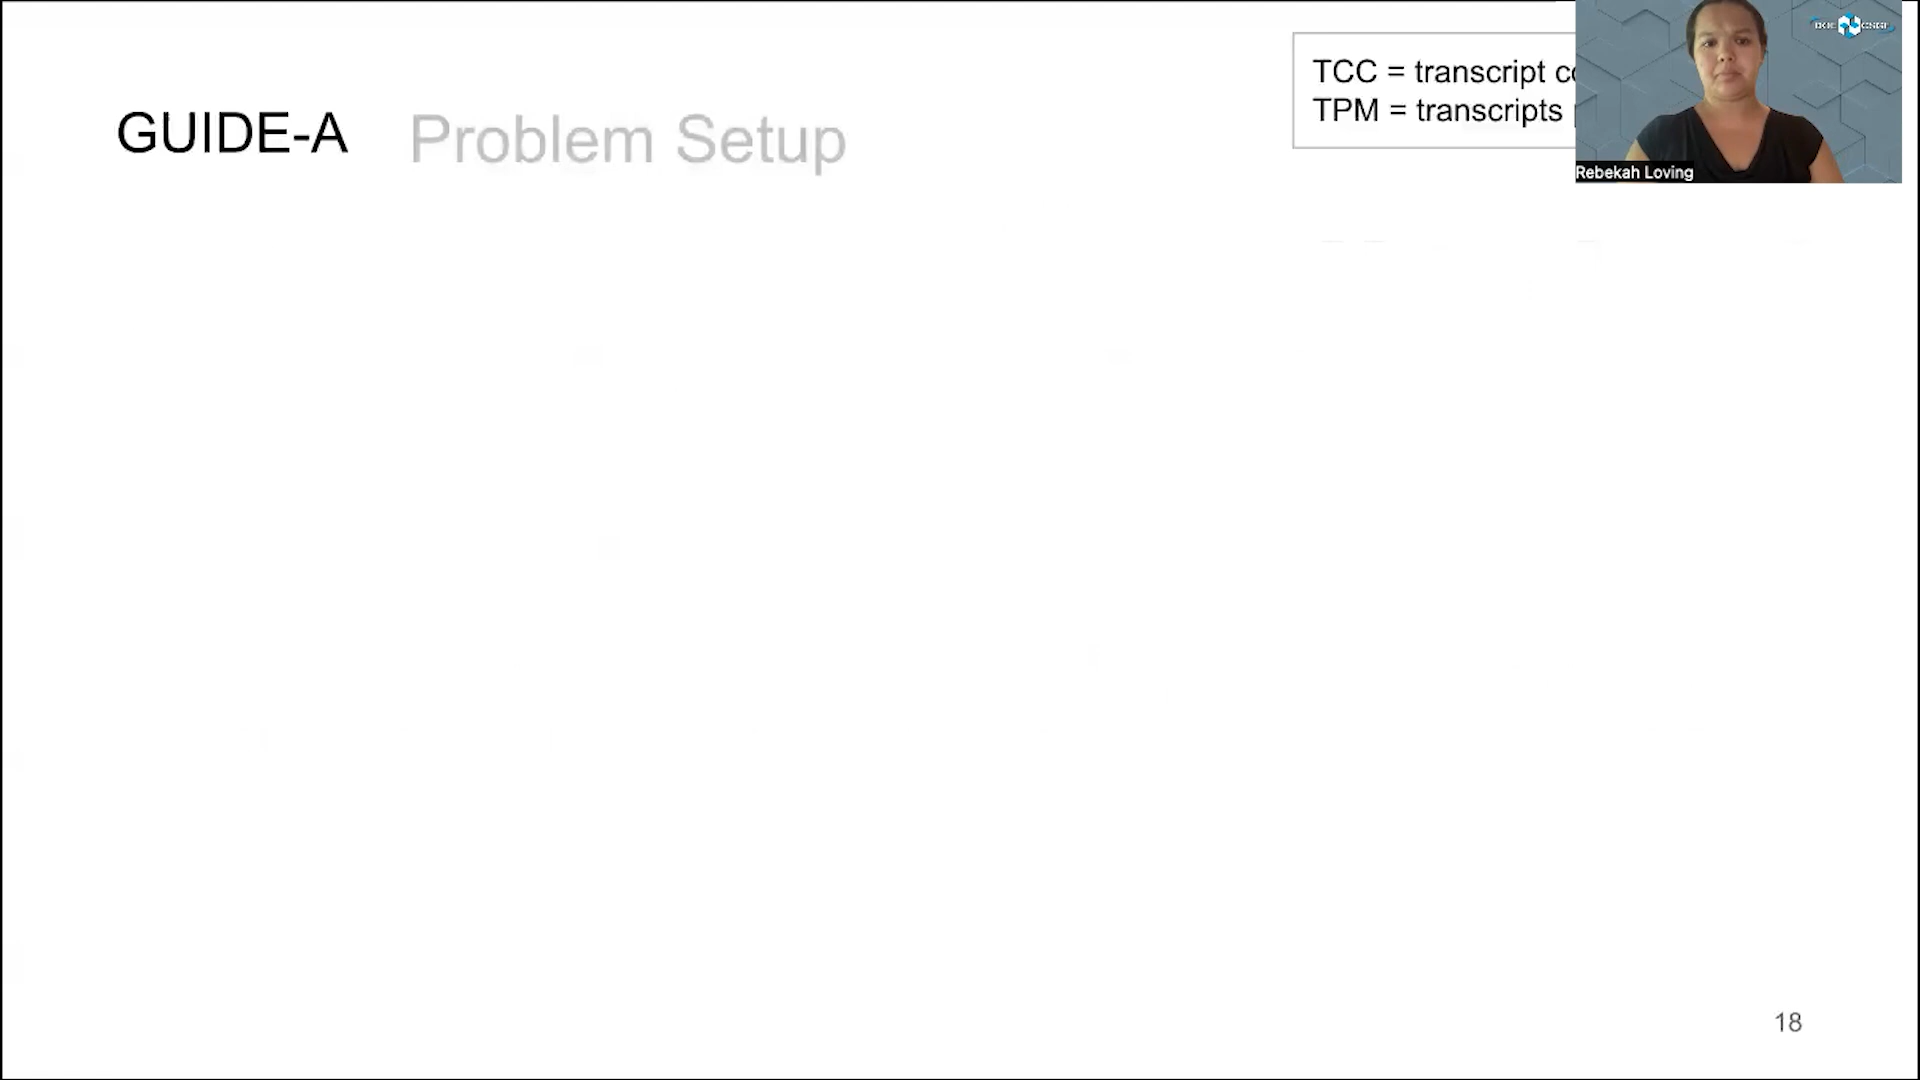 GUIDE-A Problem Setup
TCC = transcript
TPM = transcripts
Rebekah Loving
18